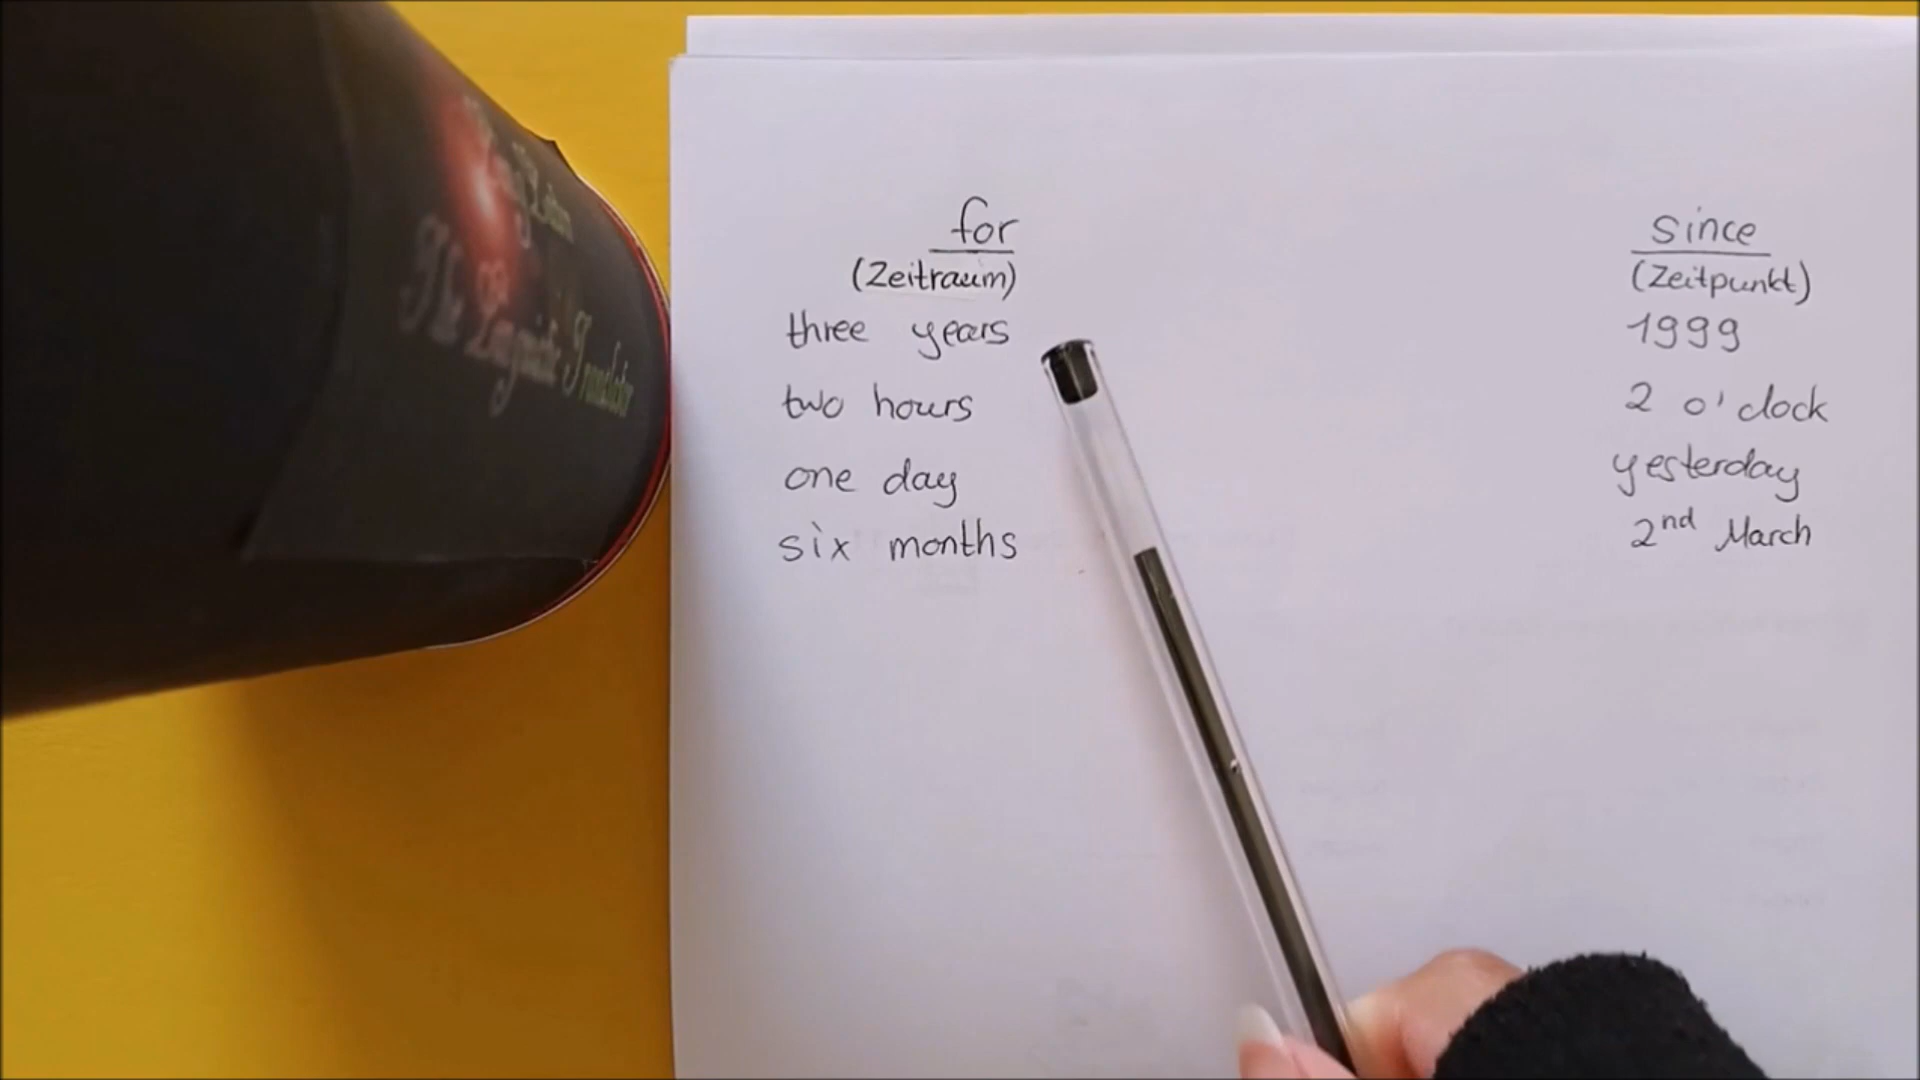 for
(Zeitraum)
three years
two hours
one day
six months
since
(Zeitpunkt)
1999
2 o'clock
yesterday
2nd March